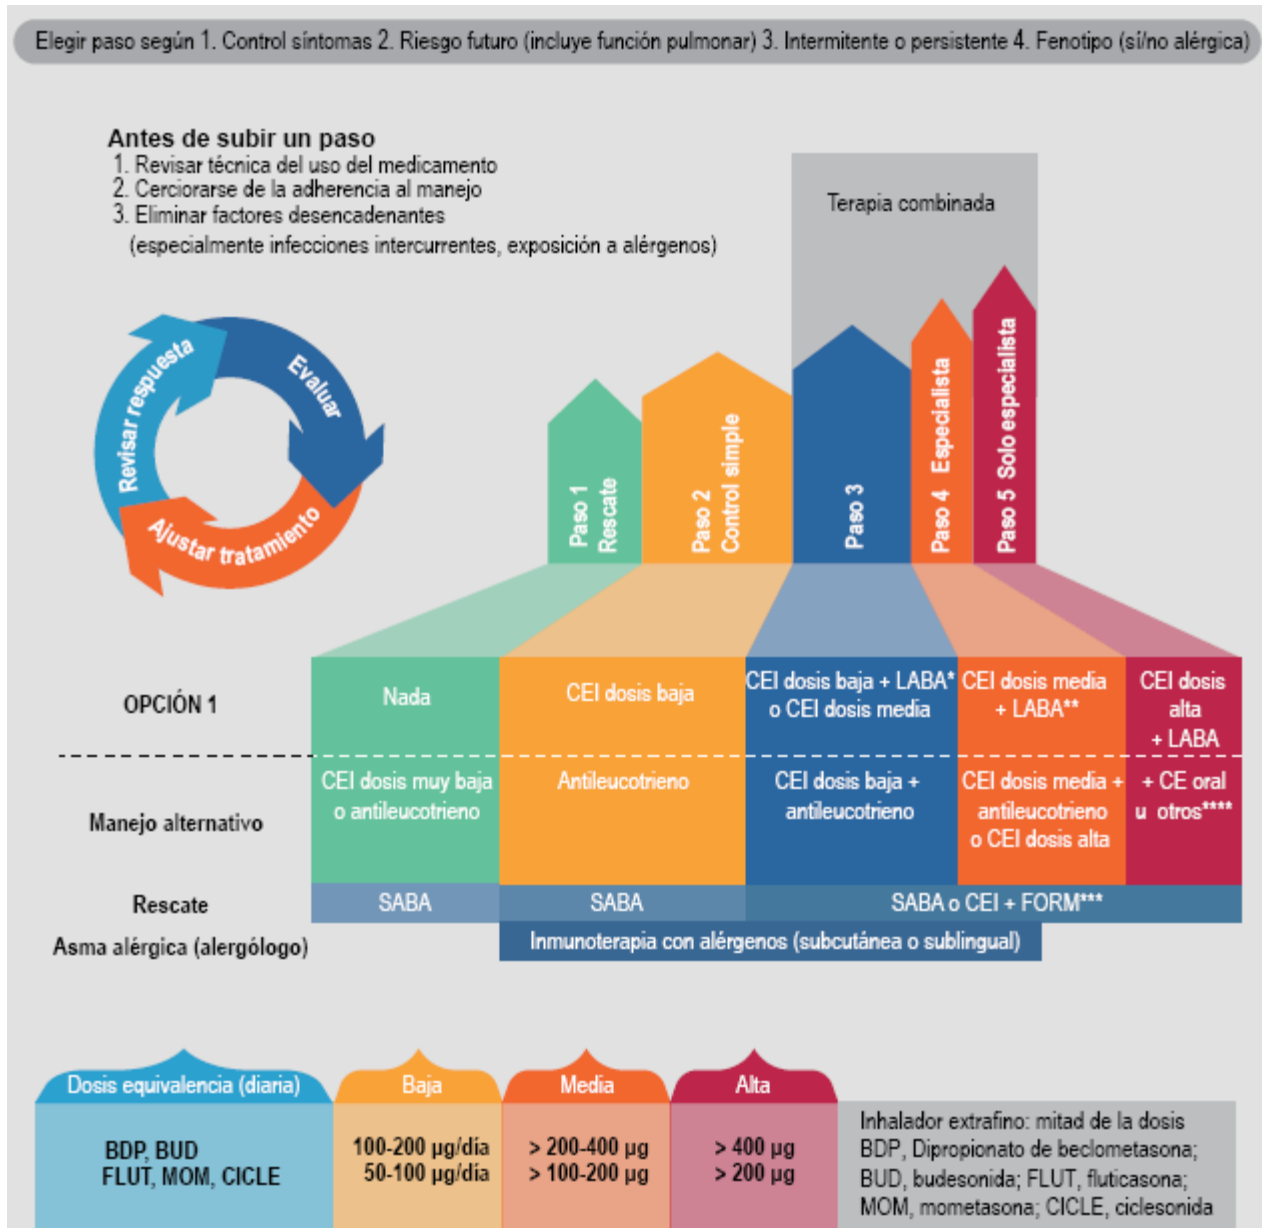 Elegir paso según 1. Control síntomas 2. Riesgo futuro (incluye función pulmonar) 3. Intermitente o persistente 4. Fenotipo (sí/no alérgica)
Antes de subir un paso
1. Revisar técnica del uso del medicamento
2. Cerciorarse de la adherencia al manejo
3. Eliminar factores desencadenantes
(especialmente infecciones intercurrentes, exposición a alérgenos)
Terapia combinada
Revisar respuesta
Evaluar
Ajustar tratamiento
Paso 1
Rescate
Paso 2
Control simple
Paso 3
Paso 4 Especialista
Paso 5 Solo especialista
OPCIÓN 1
Nada
CEI dosis baja
CEI dosis baja + LABA*
o CEI dosis media
CEI dosis media
+ LABA**
CEI dosis
alta
+ LABA
Manejo alternativo
CEI dosis muy baja
o antileucotrieno
Antileucotrieno
CEI dosis baja +
antileucotrieno
CEI dosis media +
antileucotrieno
o CEI dosis alta
+ CE oral
u otros****
Rescate
SABA
SABA
SABA o CEI + FORM***
Asma alérgica (alergólogo)
Inmunoterapia con alérgenos (subcutánea o sublingual)
Dosis equivalencia (diaria)
Baja
Media
Alta
BDP, BUD
100-200 µg/día
> 200-400 µg
> 400 µg
FLUT, MOM, CICLE
50-100 µg/día
> 100-200 µg
> 200 µg
Inhalador extrafino: mitad de la dosis
BDP, Dipropionato de beclometasona;
BUD, budesonida; FLUT, fluticasona;
MOM, mometasona; CICLE, ciclesonida